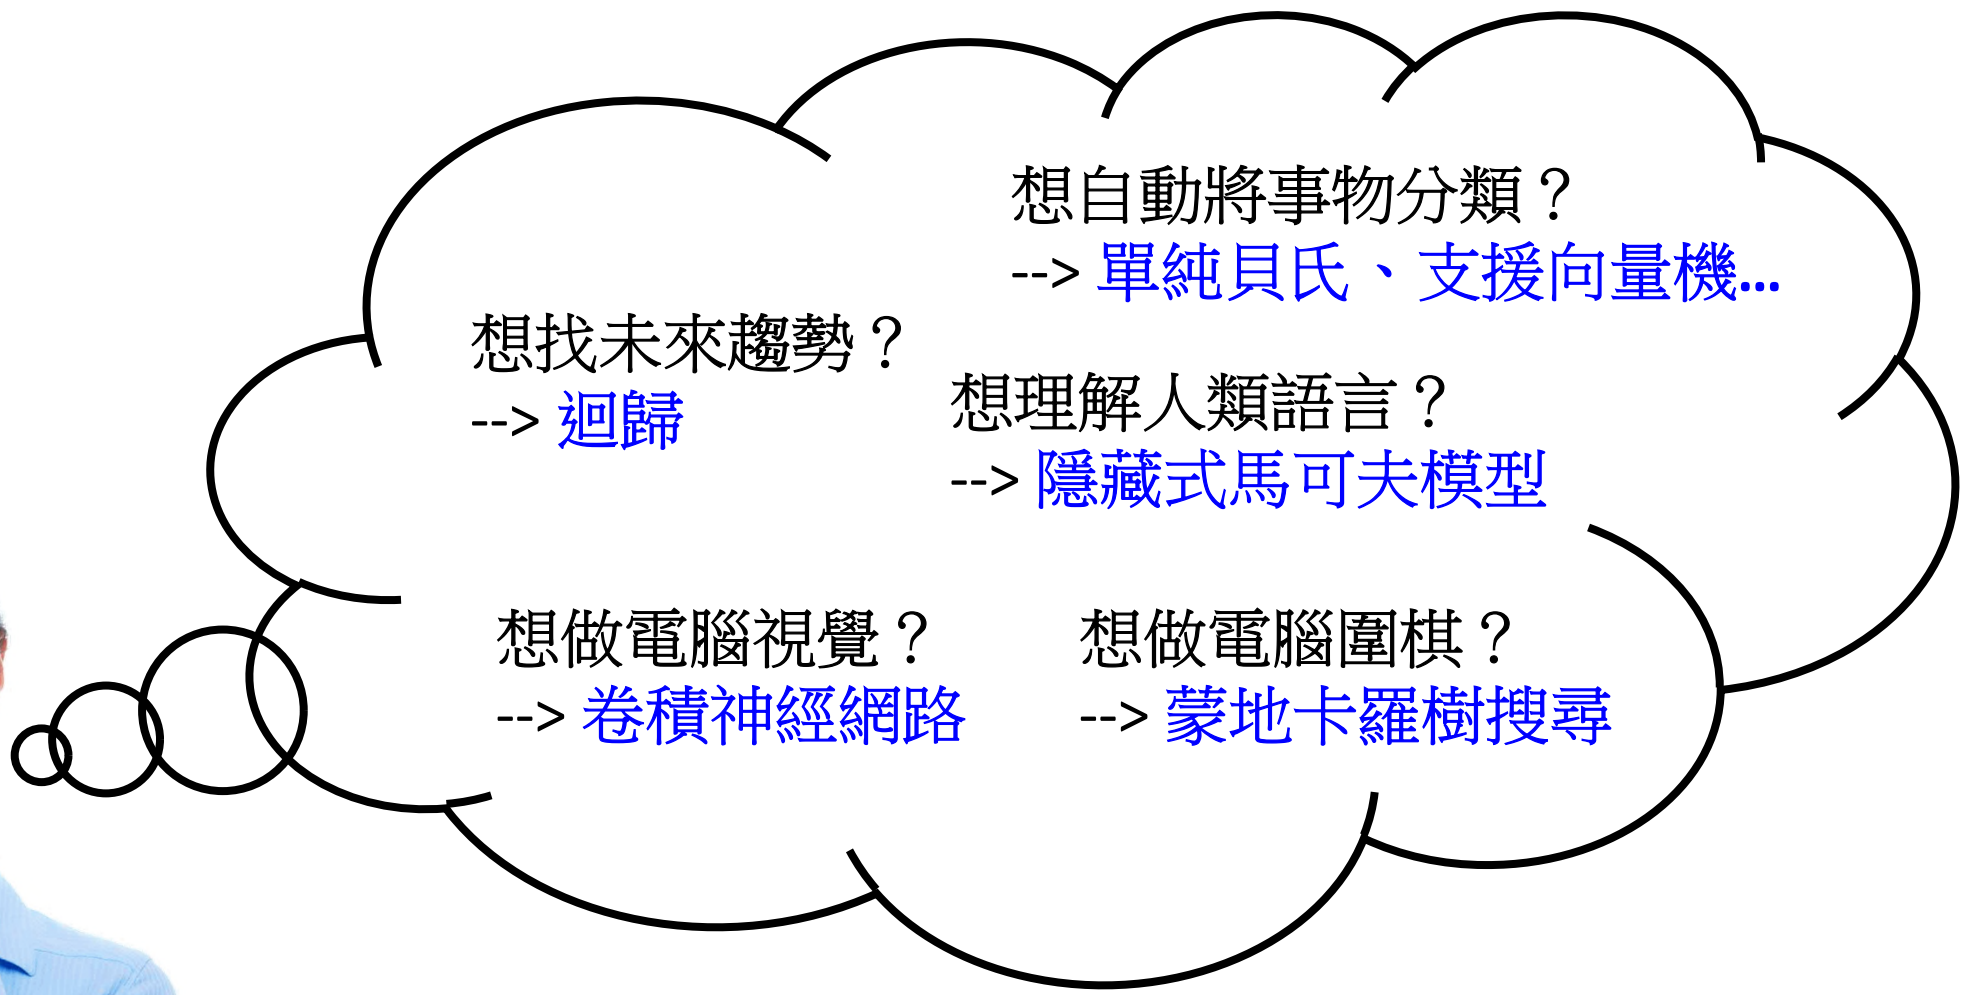 想自動將事物分類？
--> 單純貝氏、支援向量機...
想找未來趨勢？
--> 迴歸
想理解人類語言？
--> 隱藏式馬可夫模型
想做電腦視覺？
--> 卷積神經網路
想做電腦圍棋？
--> 蒙地卡羅樹搜尋